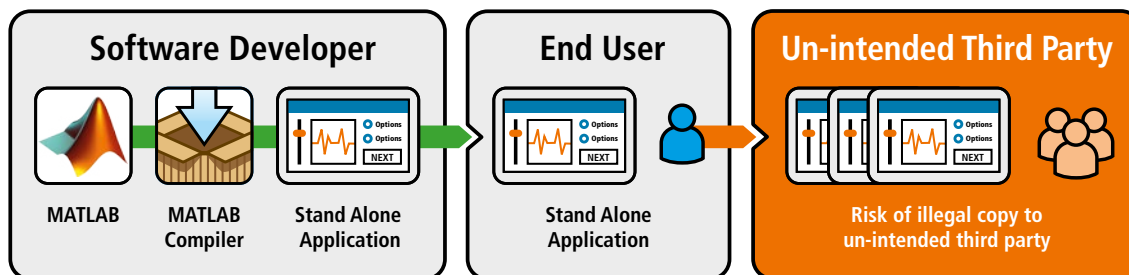 Software Developer
MATLAB
MATLAB
Compiler
Options
Options
NEXT
Stand Alone
Application
End User
Options
Options
NEXT
Stand Alone
Application
Un-intended Third Party
Options
Options
NEXT
Risk of illegal copy to
un-intended third party